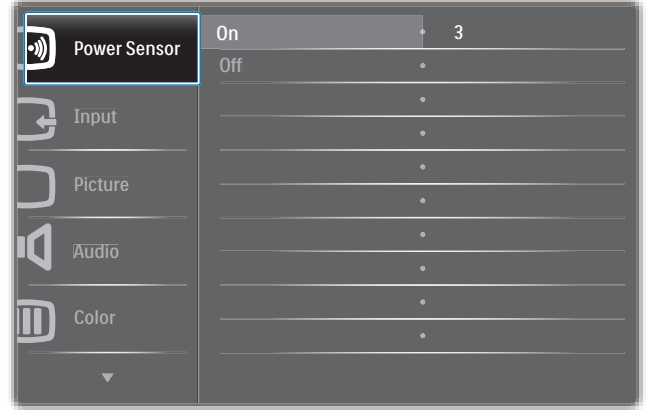 Power Sensor
On 3
Off
Input
Picture
Audio
Color